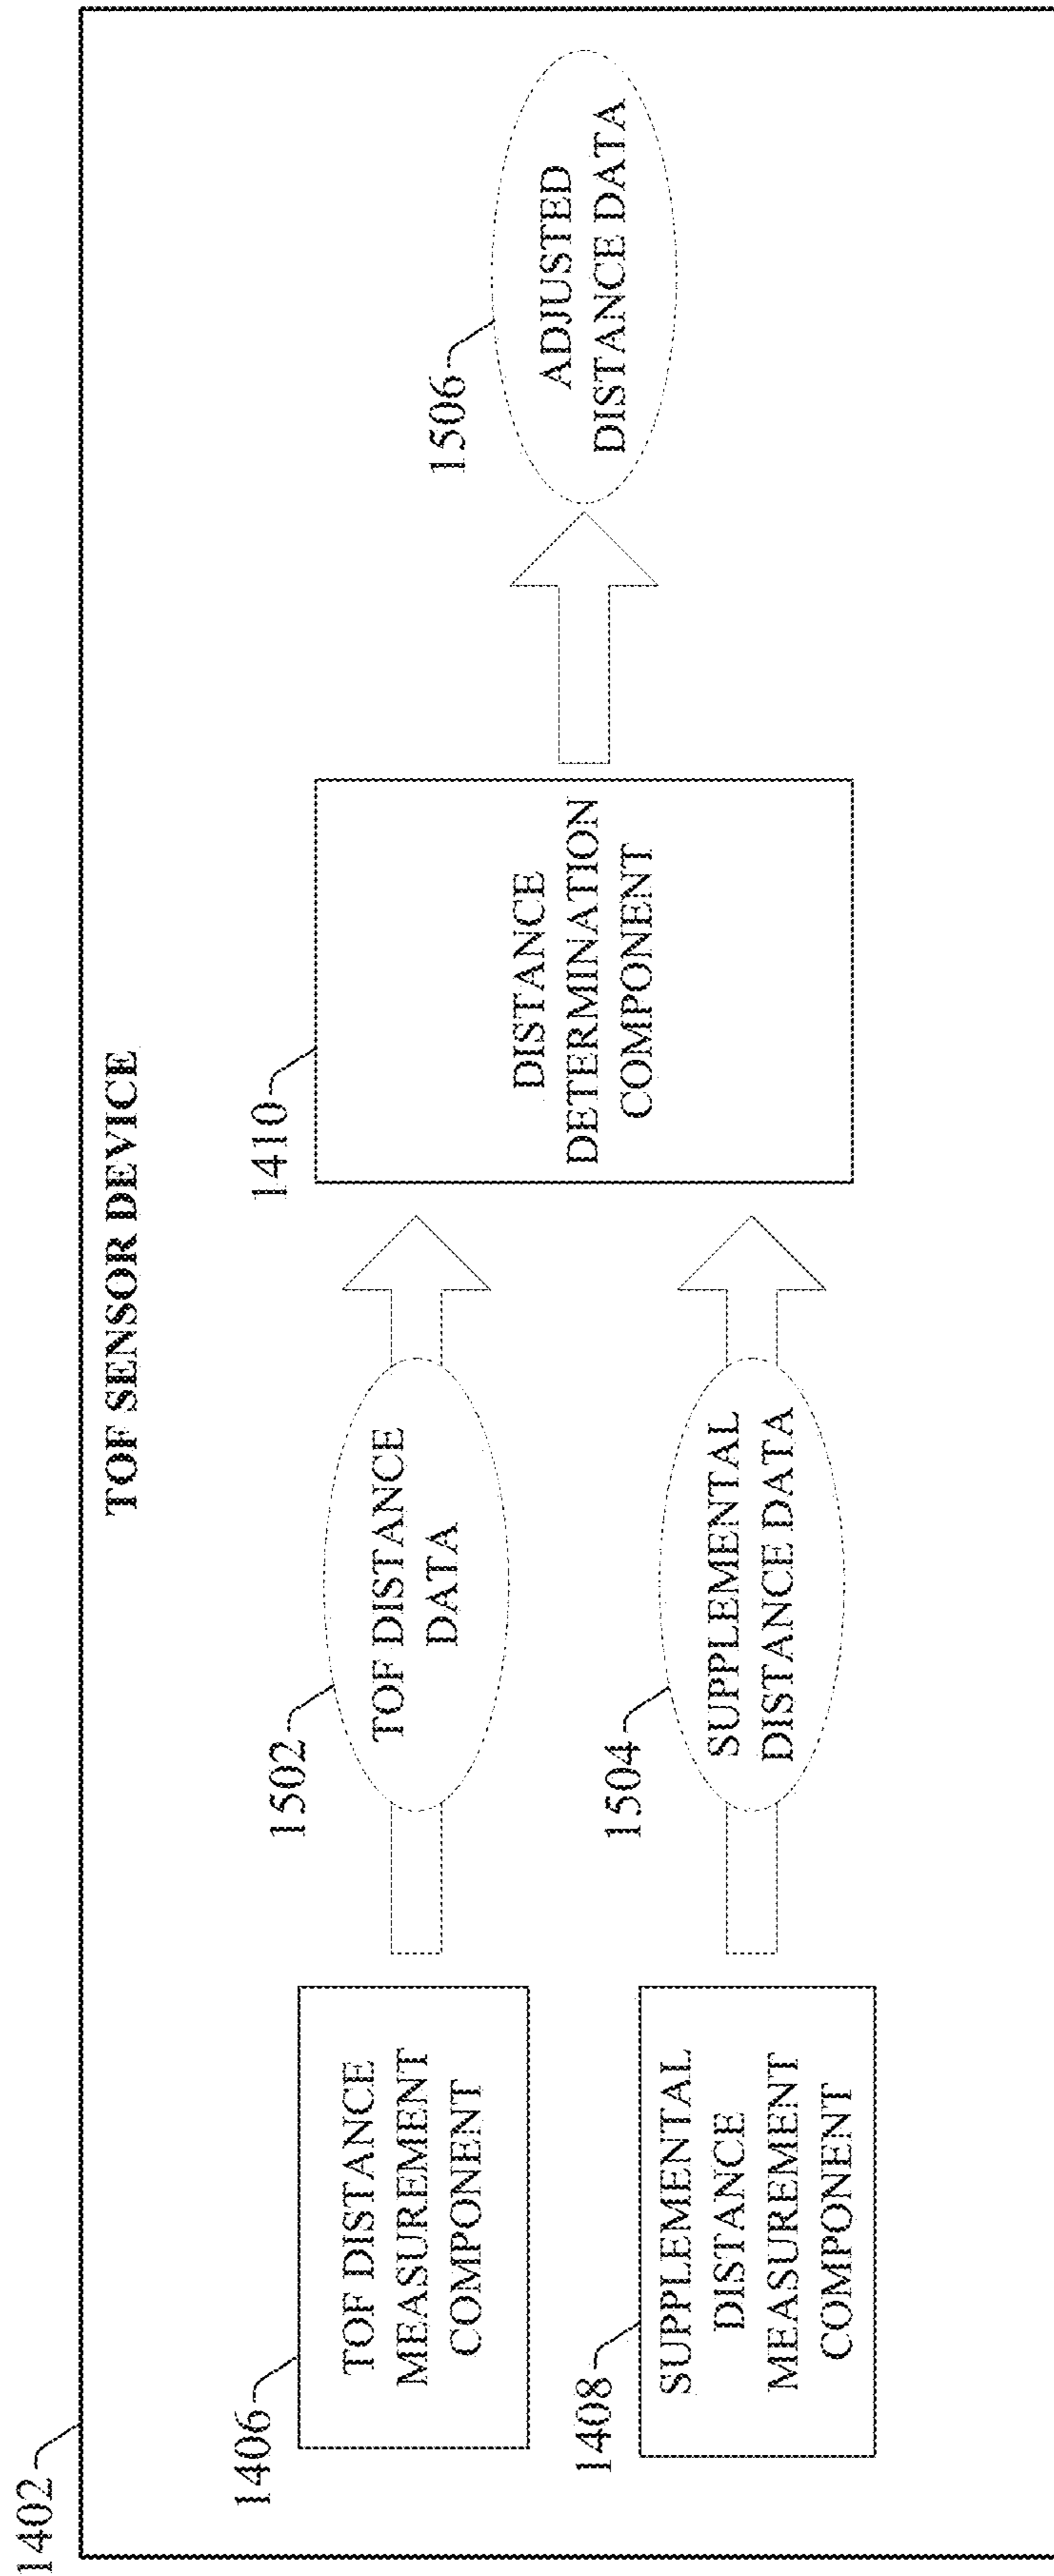 1402
TOF SENSOR DEVICE
1406
TOF DISTANCE
MEASUREMENT
COMPONENT
1502
TOF DISTANCE
DATA
1408
SUPPLEMENTAL
DISTANCE
MEASUREMENT
COMPONENT
1504
SUPPLEMENTAL
DISTANCE DATA
1410
DISTANCE
DETERMINATION
COMPONENT
1506
ADJUSTED
DISTANCE DATA